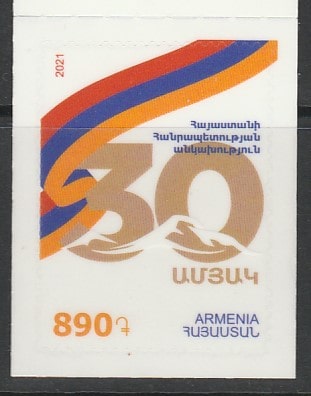 2021
Հայաստանի
Հանրապետության
անկախություն
30
ԱՄՅԱԿ
890֏
ARMENIA
ՀԱՅԱՍՏԱՆ